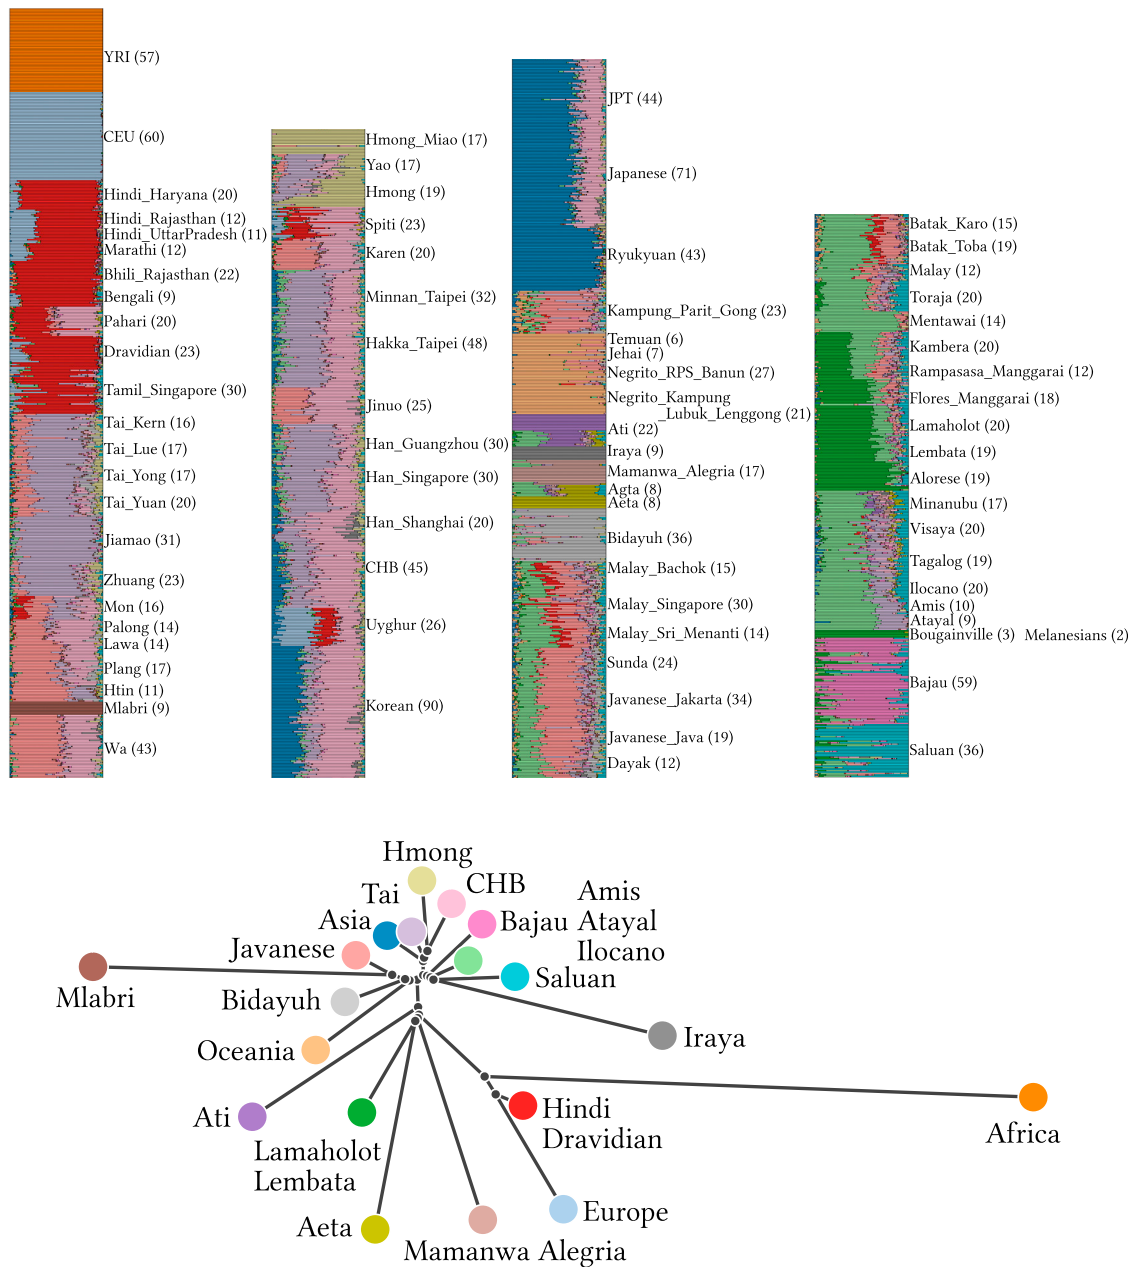 YRI (57)
CEU (60)
Hindi_Haryana (20)
Hindi_Rajasthan (12)
Hindi_UttarPradesh (11)
Marathi (12)
Bhili_Rajasthan (22)
Bengali (9)
Pahari (20)
Dravidian (23)
Tamil_Singapore (30)
Tai_Kern (16)
Tai_Lue (17)
Tai_Yong (17)
Tai_Yuan (20)
Jiamao (31)
Zhuang (23)
Mon (16)
Palong (14)
Lawa (14)
Plang (17)
Htin (11)
Mlabri (9)
Wa (43)
Hmong_Miao (17)
Yao (17)
Hmong (19)
Spiti (23)
Karen (20)
Minnan_Taipei (32)
Hakka_Taipei (48)
Jinuo (25)
Han_Guangzhou (30)
Han_Singapore (30)
Han_Shanghai (20)
CHB (45)
Uyghur (26)
Korean (90)
JPT (44)
Japanese (71)
Ryukyuan (43)
Kampung_Parit_Gong (23)
Temuan (6)
Jehai (7)
Negrito_RPS_Banun (27)
Negrito_Kampung
_Lubuk_Lenggong (21)
Ati (22)
Iraya (9)
Mamanwa_Alegria (17)
Agta (8)
Aeta (8)
Bidayuh (36)
Malay_Bachok (15)
Malay_Singapore (30)
Malay_Sri_Menanti (14)
Sunda (24)
Javanese_Jakarta (34)
Javanese_Java (19)
Dayak (12)
Batak_Karo (15)
Batak_Toba (19)
Malay (12)
Toraja (20)
Mentawai (14)
Kambera (20)
Rampasasa_Manggarai (12)
Flores_Manggarai (18)
Lamaholot (20)
Lembata (19)
Alorese (19)
Minanubu (17)
Visaya (20)
Tagalog (19)
Ilocano (20)
Amis (10)
Atayal (9)
Bougainville (3) Melanesians (2)
Bajau (59)
Saluan (36)
Hmong
Tai
CHB
Amis
Atayal
Ilocano
Asia
Bajau
Javanese
Saluan
Mlabri
Bidayuh
Iraya
Oceania
Ati
Hindi
Dravidian
Africa
Lamaholot
Lembata
Aeta
Europe
Mamanwa Alegria